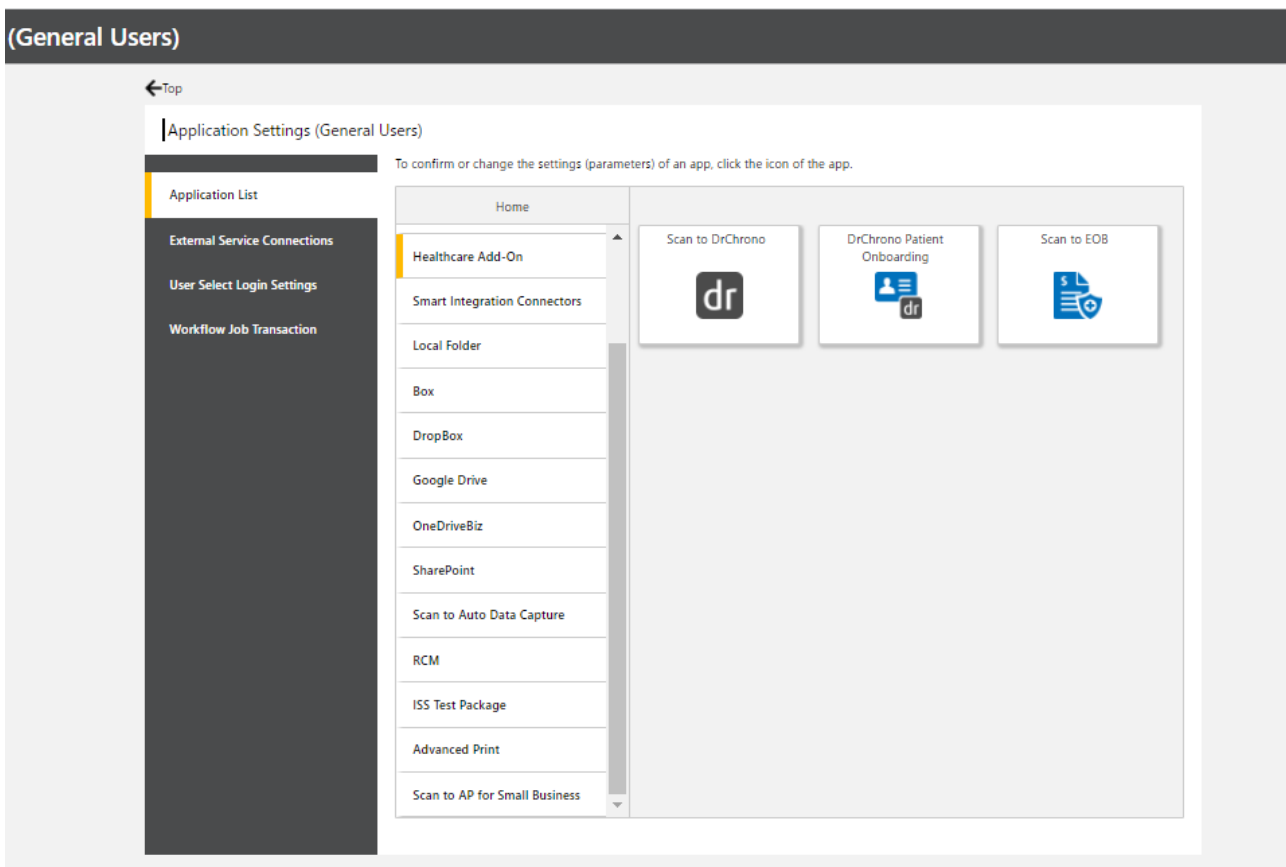 (General Users)
Top
Application Settings (General Users)
To confirm or change the settings (parameters) of an app, click the icon of the app.
Application List
External Service Connections
User Select Login Settings
Workflow Job Transaction
Home
Healthcare Add-On
Smart Integration Connectors
Local Folder
Box
DropBox
Google Drive
OneDriveBiz
SharePoint
Scan to Auto Data Capture
RCM
ISS Test Package
Advanced Print
Scan to AP for Small Business
Scan to DrChrono
dr
DrChrono Patient
Onboarding
dr
Scan to EOB
$